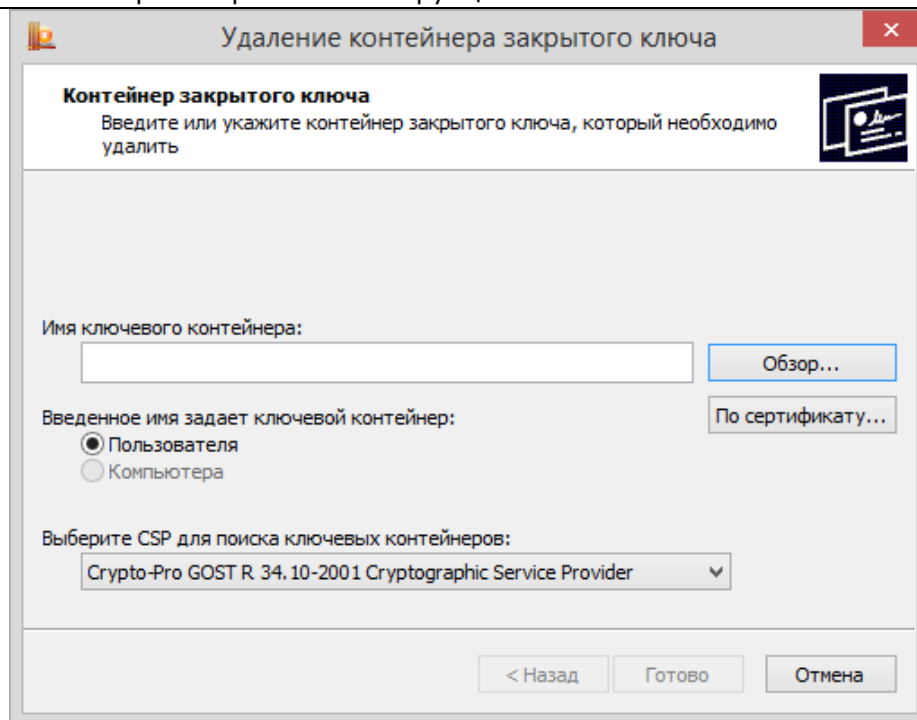 Удаление контейнера закрытого ключа
Контейнер закрытого ключа
Введите или укажите контейнер закрытого ключа, который необходимо
удалить
Имя ключевого контейнера:
Обзор...
Введенное имя задает ключевой контейнер:
По сертификату...
Пользователя
Компьютера
Выберите CSP для поиска ключевых контейнеров:
Crypto-Pro GOST R 34.10-2001 Cryptographic Service Provider
< Назад
Готово
Отмена